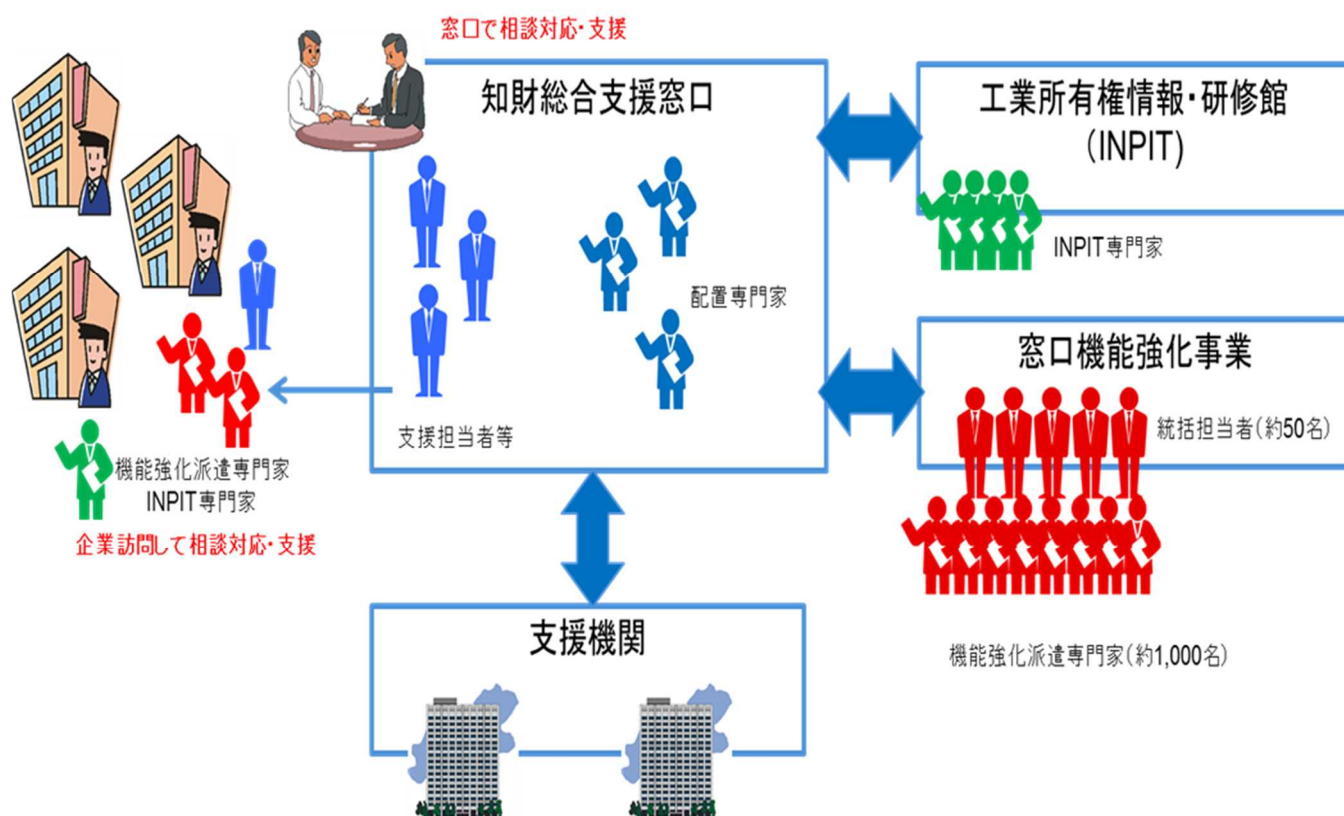 窓口で相談対応・支援
知財総合支援窓口
支援担当者等
配置専門家
工業所有権情報・研修館
(INPIT)
INPIT専門家
窓口機能強化事業
統括担当者(約50名)
機能強化派遣専門家(約1,000名)
機能強化派遣専門家
INPIT専門家
企業訪問して相談対応・支援
支援機関